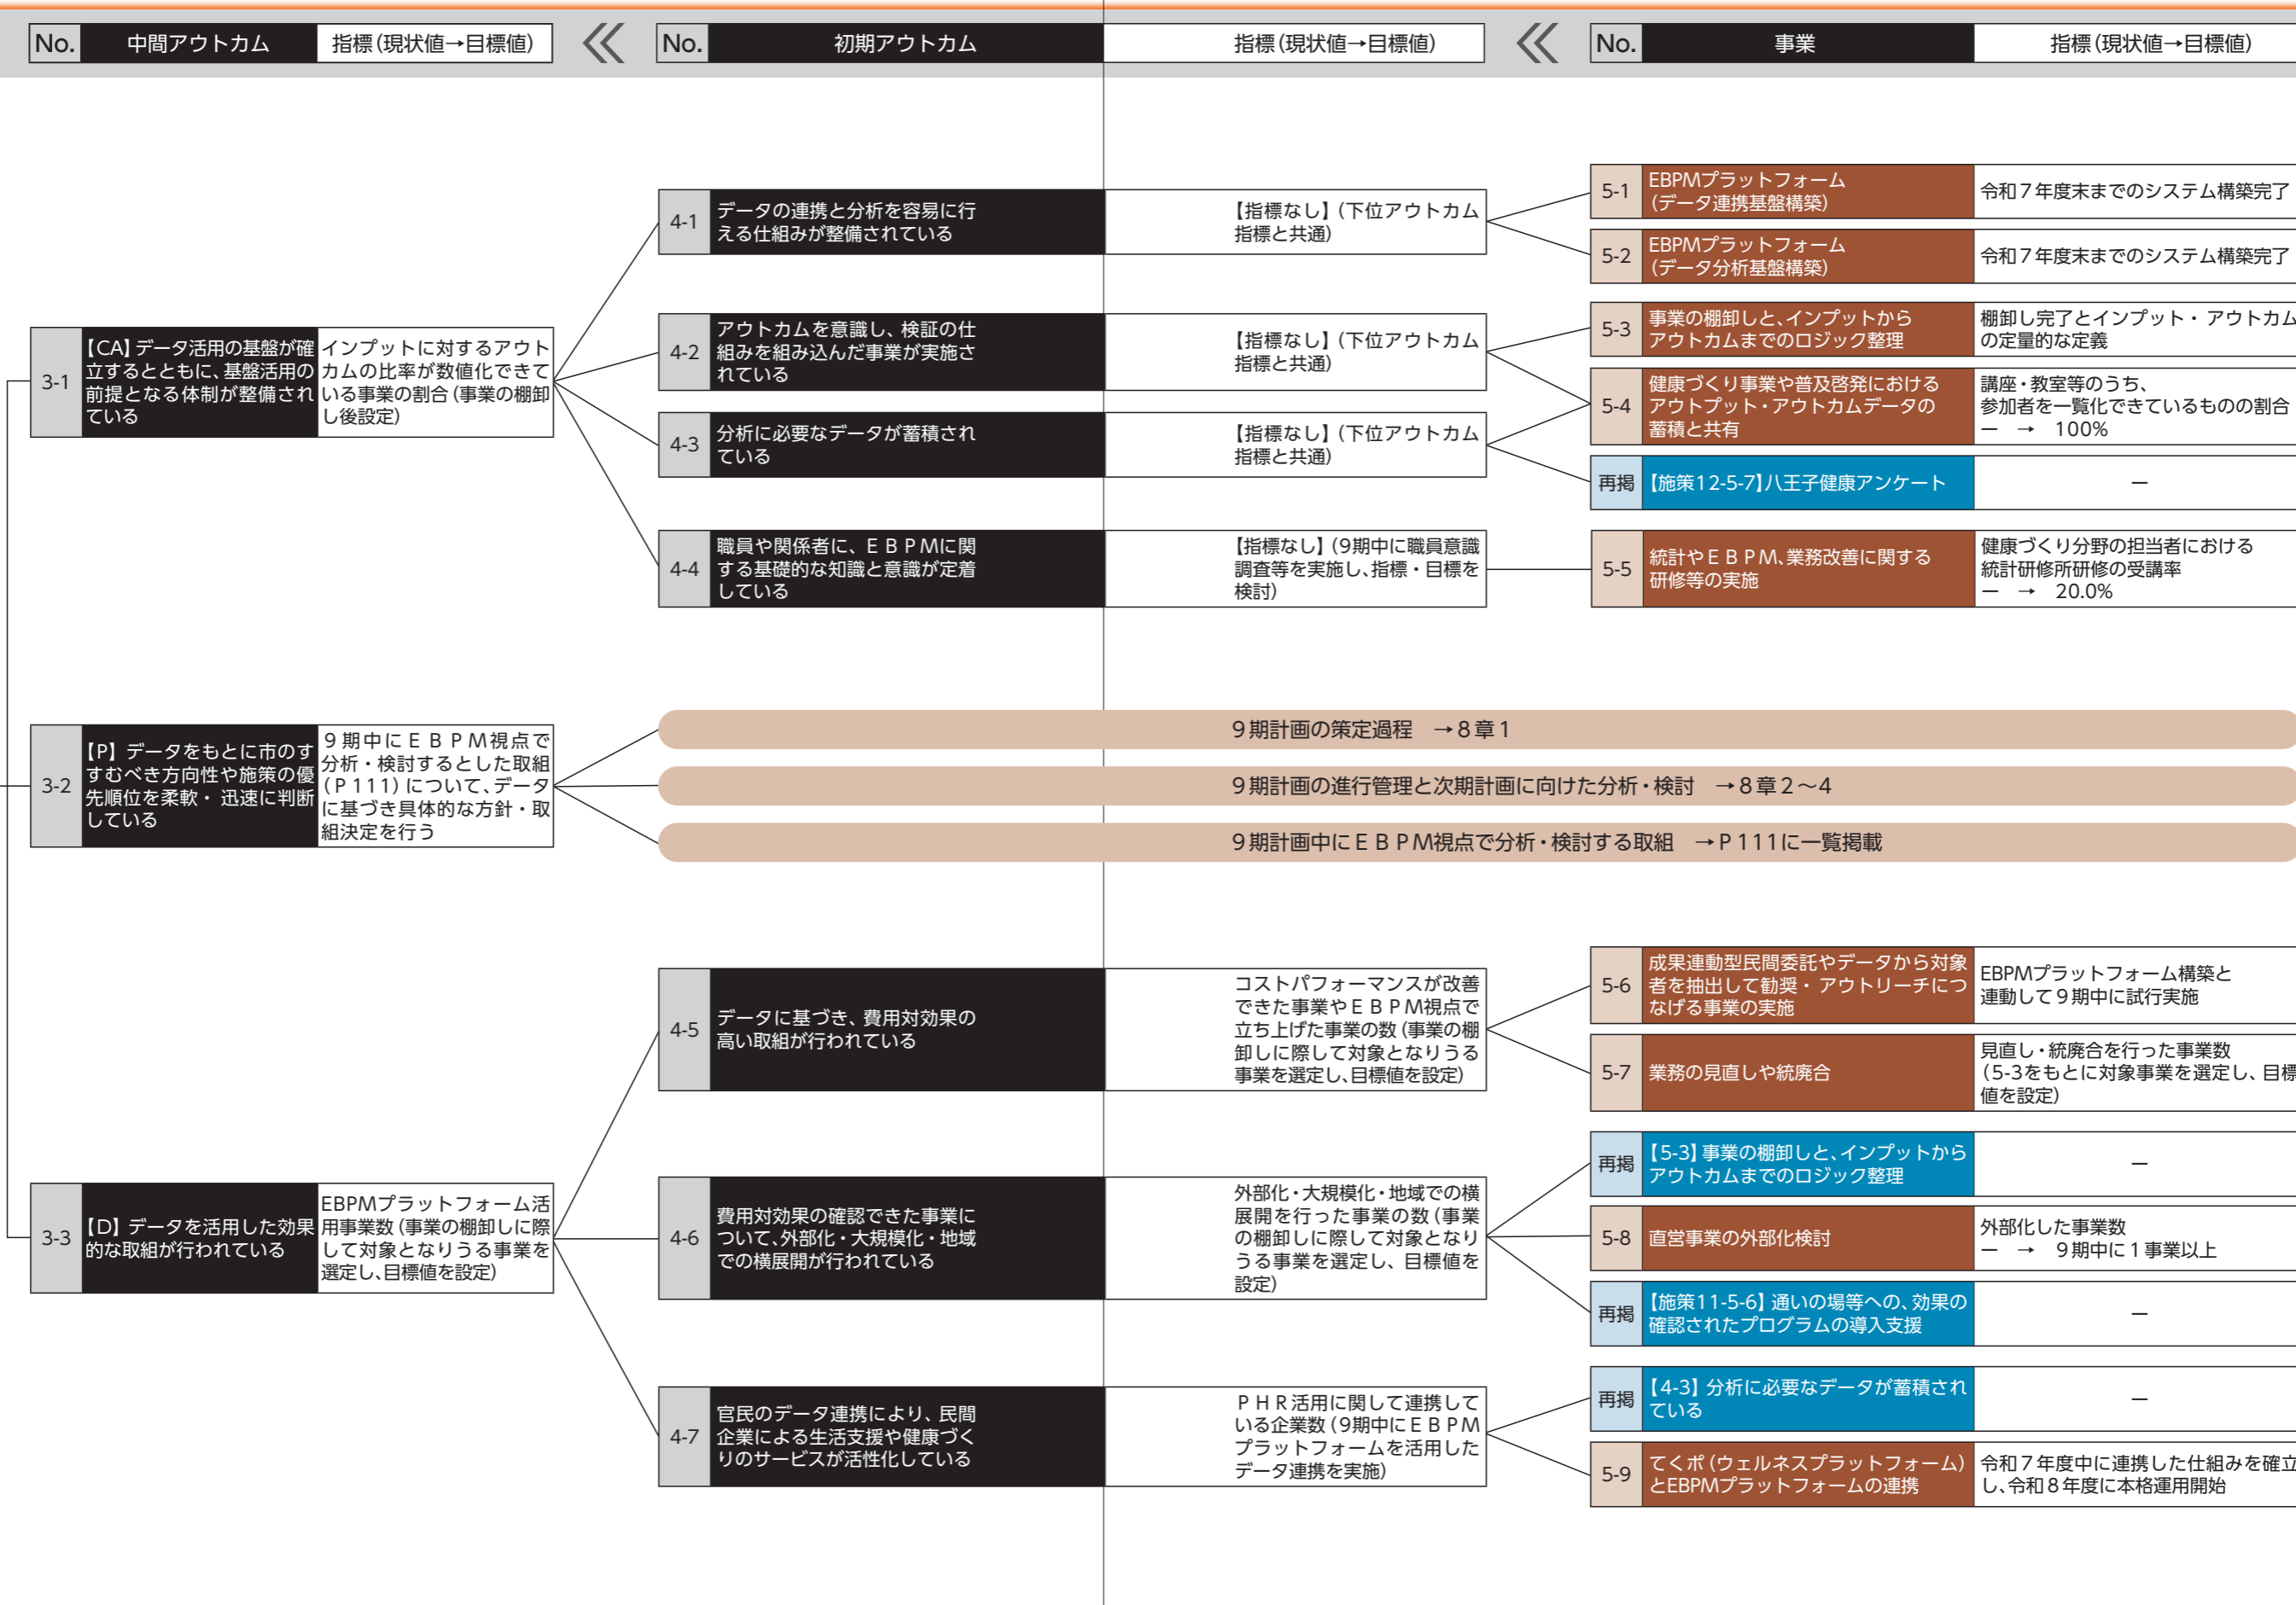 No. 中間アウトカム 指標(現状値→目標値) No. 初期アウトカム 指標(現状値→目標値) No. 事業 指標(現状値→目標値)
3-1
【CA】データ活用の基盤が確
立するとともに、基盤活用の
前提となる体制が整備され
ている
インプットに対するアウト
カムの比率が数値化できて
いる事業の割合(事業の棚卸
し後設定)
4-1
データの連携と分析を容易に行
える仕組みが整備されている
【指標なし】(下位アウトカム
指標と共通)
5-1
EBPMプラットフォーム
(データ連携基盤構築)
令和7年度末までのシステム構築完了
5-2
EBPMプラットフォーム
(データ分析基盤構築)
令和7年度末までのシステム構築完了
4-2
アウトカムを意識し、検証の仕
組みを組み込んだ事業が実施さ
れている
【指標なし】(下位アウトカム
指標と共通)
5-3
事業の棚卸しと、インプットから
アウトカムまでのロジック整理
棚卸し完了とインプット・アウトカム
の定量的な定義
5-4
健康づくり事業や普及啓発における
アウトプット・アウトカムデータの
蓄積と共有
講座・教室等のうち、
参加者を一覧化できているものの割合
ー → 100%
4-3
分析に必要なデータが蓄積され
ている
【指標なし】(下位アウトカム
指標と共通)
再掲
【施策12-5-7】八王子健康アンケート
ー
4-4
職員や関係者に、EBPMに関
する基礎的な知識と意識が定着
している
【指標なし】(9期中に職員意識
調査等を実施し、指標・目標を
検討)
5-5
統計やEBPM、業務改善に関する
研修等の実施
健康づくり分野の担当者における
統計研修所研修の受講率
ー → 20.0%
3-2
【P】データをもとに市のす
すむべき方向性や施策の優
先順位を柔軟・迅速に判断
している
9期中にEBPM視点で
分析・検討するとした取組
(P111)について、データ
に基づき具体的な方針・取
組決定を行う
9期計画の策定過程 →8章1
9期計画の進行管理と次期計画に向けた分析・検討 →8章2~4
9期計画中にEBPM視点で分析・検討する取組 →P111に一覧掲載
3-3
【D】データを活用した効果
的な取組が行われている
EBPMプラットフォーム活
用事業数(事業の棚卸しに際
して対象となりうる事業を
選定し、目標値を設定)
4-5
データに基づき、費用対効果の
高い取組が行われている
コストパフォーマンスが改善
できた事業やEBPM視点で
立ち上げた事業の数(事業の棚
卸しに際して対象となりうる
事業を選定し、目標値を設定)
5-6
成果連動型民間委託やデータから対象
者を抽出して勧奨・アウトリーチにつ
なげる事業の実施
EBPMプラットフォーム構築と
連動して9期中に試行実施
5-7
業務の見直しや統廃合
見直し・統廃合を行った事業数
(5-3をもとに対象事業を選定し、目標
値を設定)
4-6
費用対効果の確認できた事業に
ついて、外部化・大規模化・地域
での横展開が行われている
外部化・大規模化・地域での横
展開を行った事業の数(事業
の棚卸しに際して対象となり
うる事業を選定し、目標値を
設定)
再掲
【5-3】事業の棚卸しと、インプットから
アウトカムまでのロジック整理
ー
5-8
直営事業の外部化検討
外部化した事業数
ー → 9期中に1事業以上
再掲
【施策11-5-6】通いの場等への、効果の
確認されたプログラムの導入支援
ー
4-7
官民のデータ連携により、民間
企業による生活支援や健康づく
りのサービスが活性化している
PHR活用に関して連携して
いる企業数(9期中にEBPM
プラットフォームを活用した
データ連携を実施)
再掲
【4-3】分析に必要なデータが蓄積され
ている
ー
5-9
てくポ(ウェルネスプラットフォーム)
とEBPMプラットフォームの連携
令和7年度中に連携した仕組みを確立
し、令和8年度に本格運用開始